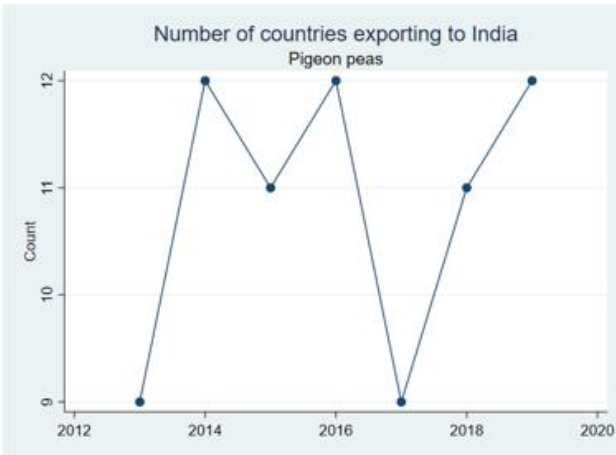 Number of countries exporting to India
Pigeon peas
Count
12
11
10
9
2012 2014 2016 2018 2020